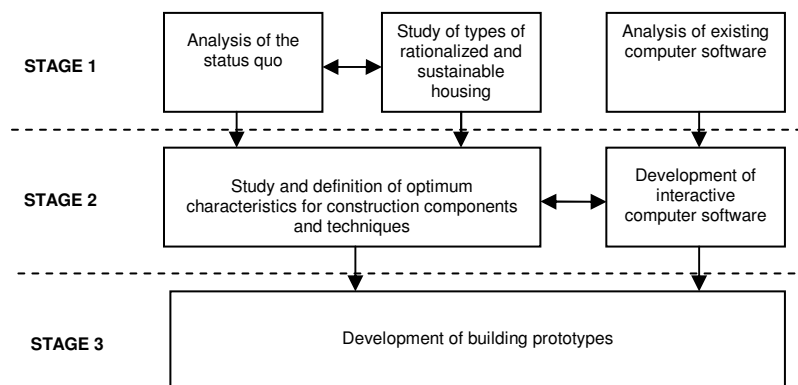 STAGE 1
Analysis of the
status quo
Study of types of
rationalized and
sustainable
housing
Analysis of existing
computer software
STAGE 2
Study and definition of optimum
characteristics for construction components
and techniques
Development of
interactive
computer software
STAGE 3
Development of building prototypes